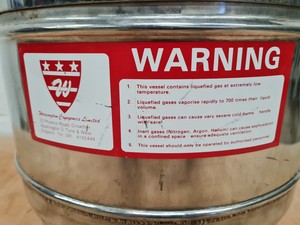 WARNING
1. This vessel contains liquefied gas at extremely low
temperature.
2. Liquefied gases vaporise rapidly to 700 times their liquid
volume.
3. Liquefied gases can cause very severe cold burns handle
with care!
4. Inert gases (Nitrogen, Argon, Helium) can cause asphyxiation
in a confined space - ensure adequate ventilation.
5. This vessel should only be operated by authorised personnel.
W
Cryogenics Limited